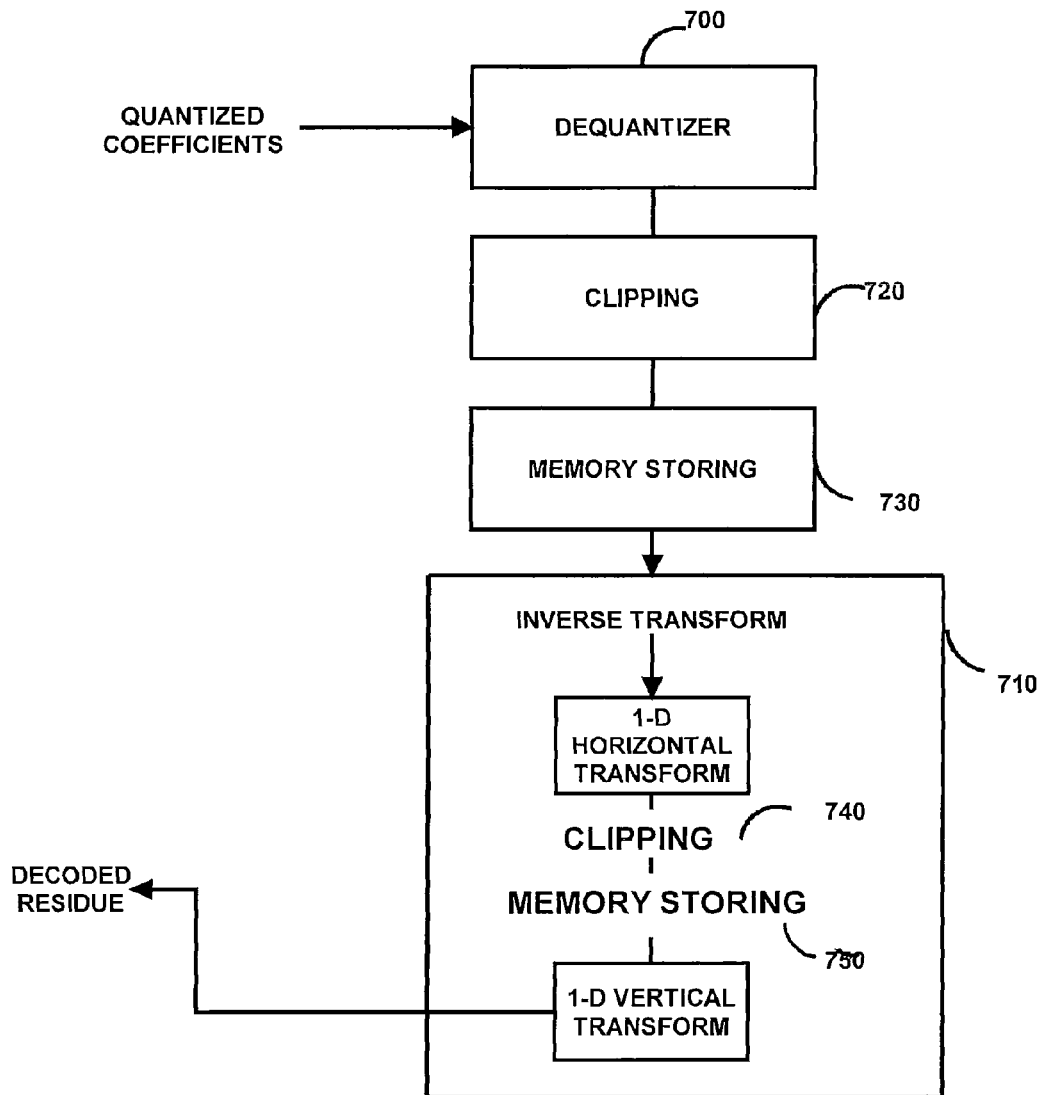 700
QUANTIZED
COEFFICIENTS
DEQUANTIZER
CLIPPING
720
MEMORY STORING
730
INVERSE TRANSFORM
710
1-D
HORIZONTAL
TRANSFORM
740
CLIPPING
DECODED
RESIDUE
MEMORY STORING
750
1-D VERTICAL
TRANSFORM